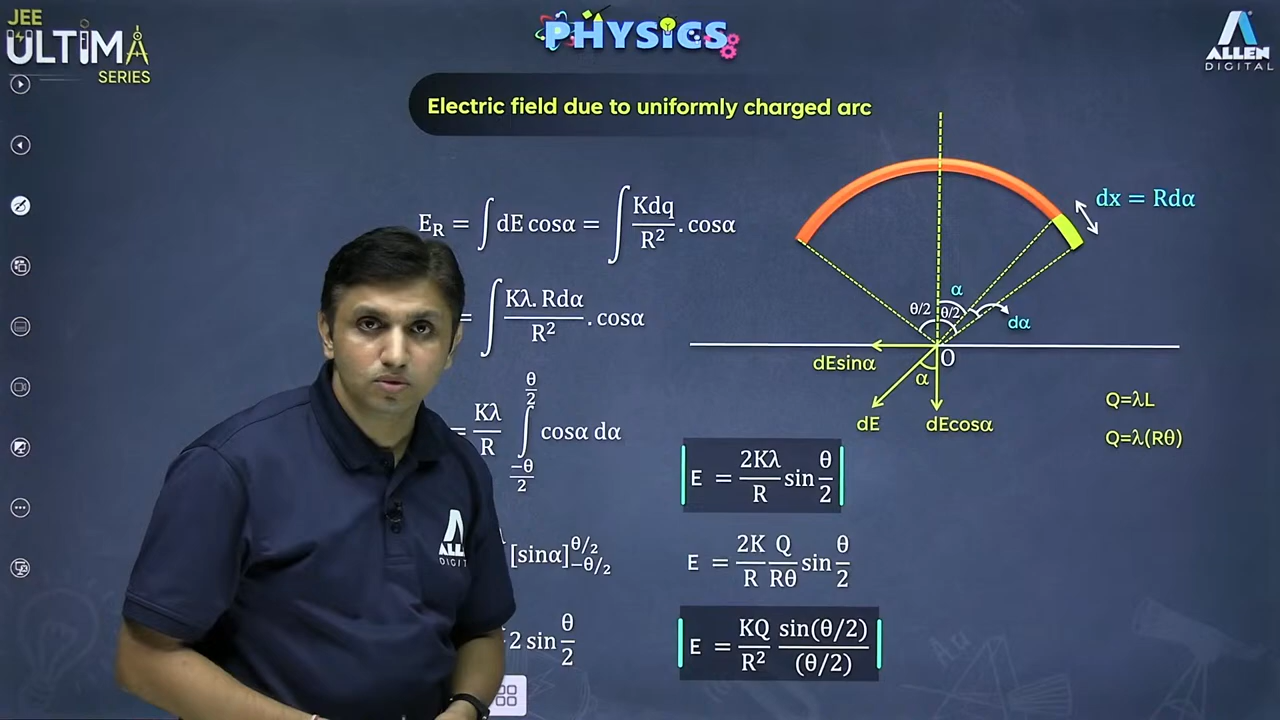 JEE
ULTIMA
SERIES
PHYSICS
ALLEN
DIGITAL
Electric field due to uniformly charged arc
E_R = ∫ dE cosα = ∫ Kdq/R² . cosα
= ∫ Kλ. Rdα/R² . cosα
= Kλ/R ∫_{-θ/2}^{θ/2} cosα dα
[sinα]_{-θ/2}^{θ/2}
2 sin θ/2
dx = Rdα
α
θ/2
θ/2
dα
O
dEsinα
α
dE
dEcosα
Q=λL
Q=λ(Rθ)
E = 2Kλ/R sin θ/2
E = 2K/R Q/Rθ sin θ/2
E = KQ/R² sin(θ/2)/(θ/2)
ALLE
DIGIT